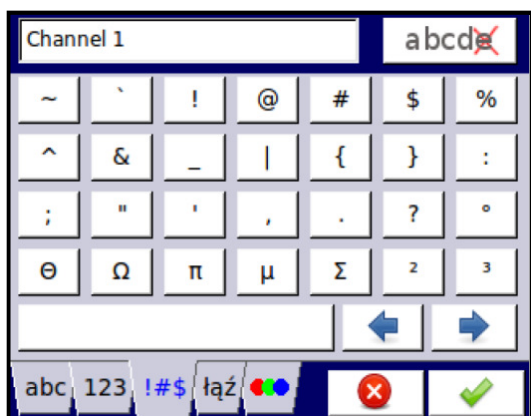 Channel 1 abcde
~ ` ! @ # $ %
^ & _ | { } :
; " ' , . ? °
Θ Ω π μ Σ ² ³
abc 123 !#$ łąź